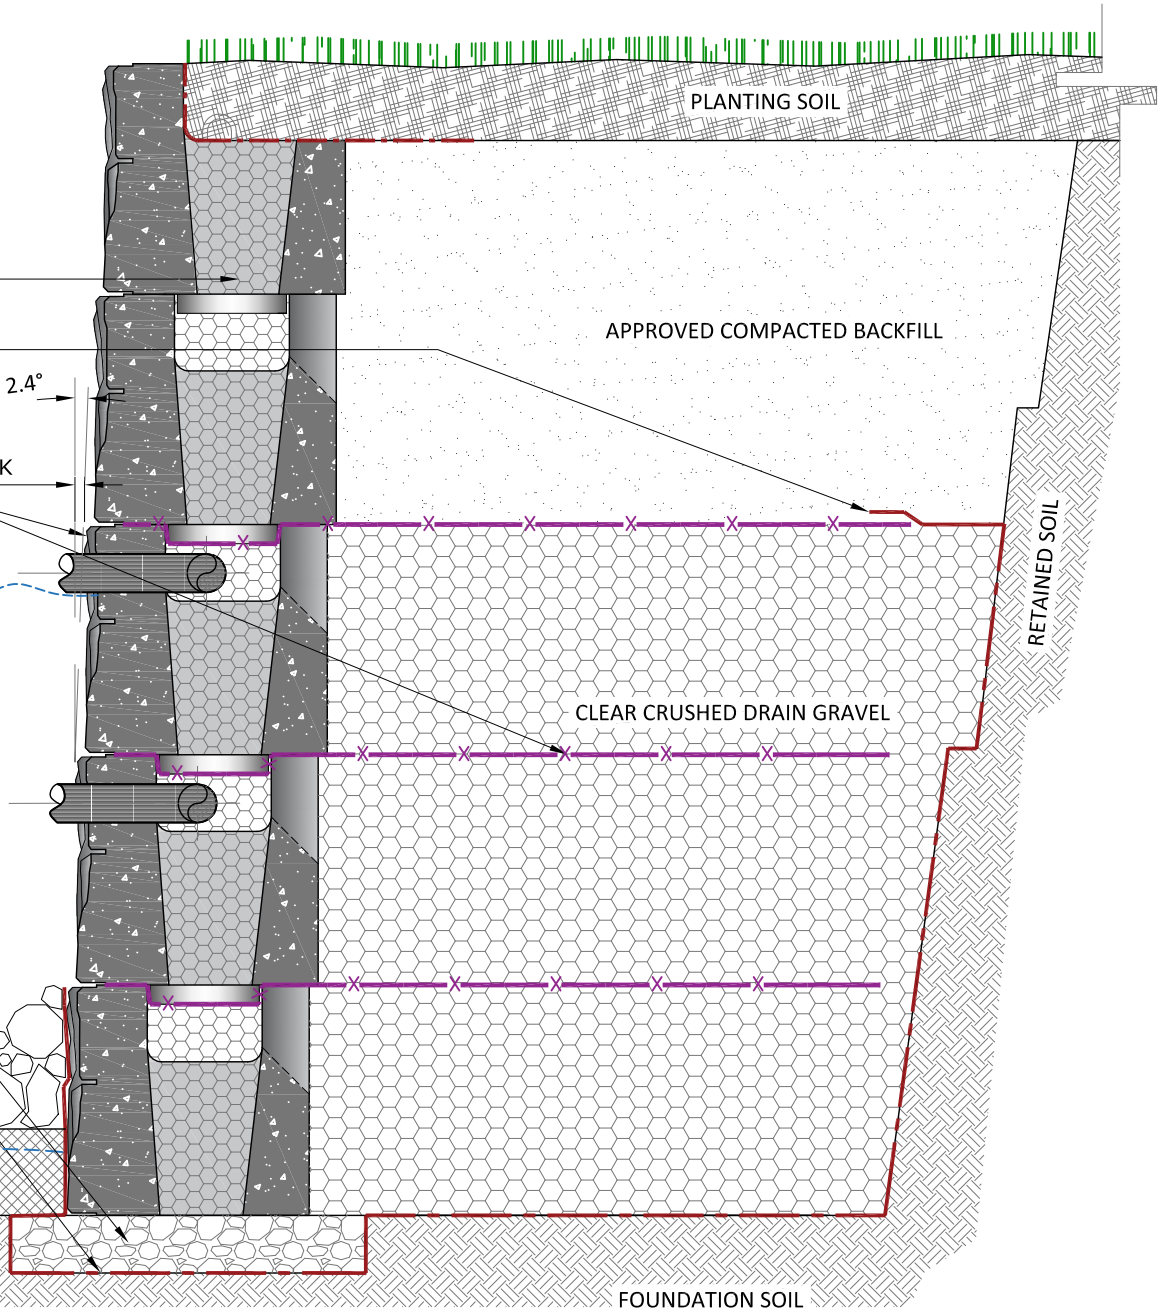 PLANTING SOIL
APPROVED COMPACTED BACKFILL
2.4°
K
RETAINED SOIL
CLEAR CRUSHED DRAIN GRAVEL
FOUNDATION SOIL